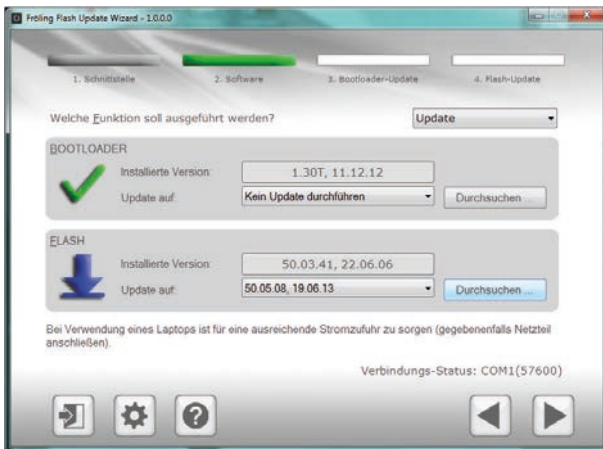 Fröling Flash Update Wizard - 1.0.0.0
1. Schnittstelle
2. Software
3. Bootloader-Update
4. Flash-Update
Welche Funktion soll ausgeführt werden?
Update
BOOTLOADER
Installierte Version:
1.30T, 11.12.12
Update auf:
Kein Update durchführen
Durchsuchen ...
FLASH
Installierte Version:
50.03.41, 22.06.06
Update auf:
50.05.08, 19.06.13
Durchsuchen ...
Bei Verwendung eines Laptops ist für eine ausreichende Stromzufuhr zu sorgen (gegebenenfalls Netzteil
anschließen).
Verbindungs-Status: COM1(57600)